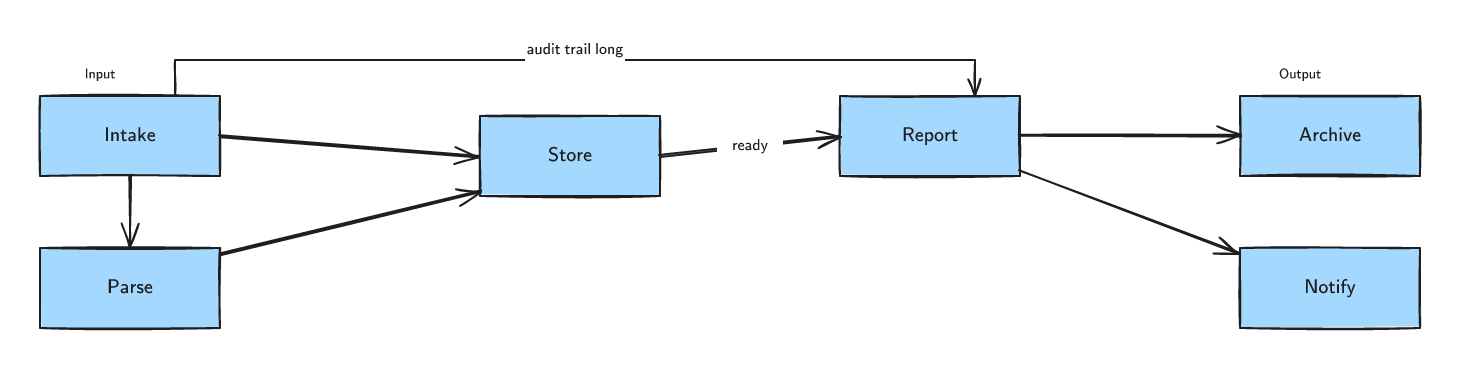 audit trail long
Input
Output
Intake
Store
ready
Report
Archive
Parse
Notify